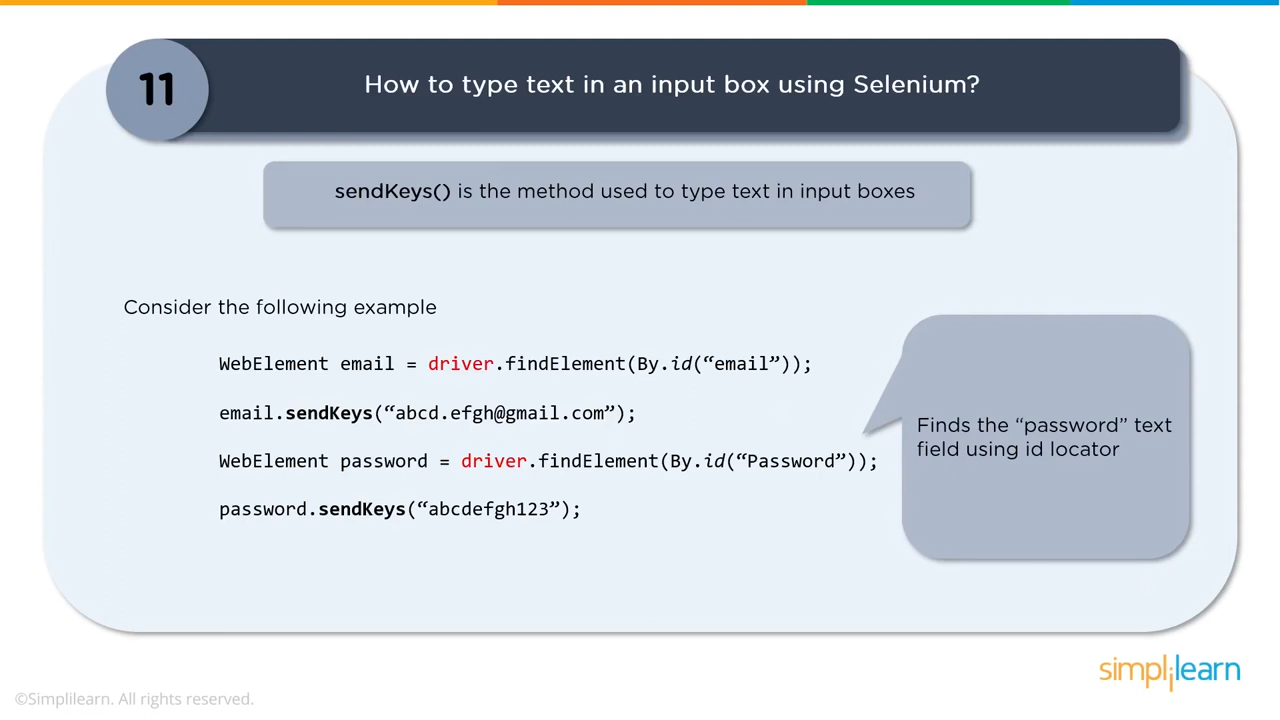 11
How to type text in an input box using Selenium?
sendKeys() is the method used to type text in input boxes
Consider the following example
WebElement email = driver.findElement(By.id(“email”));
email.sendKeys(“abcd.efgh@gmail.com”);
WebElement password = driver.findElement(By.id(“Password”));
password.sendKeys(“abcdefgh123”);
Finds the “password” text
field using id locator
simplilearn
©Simplilearn. All rights reserved.